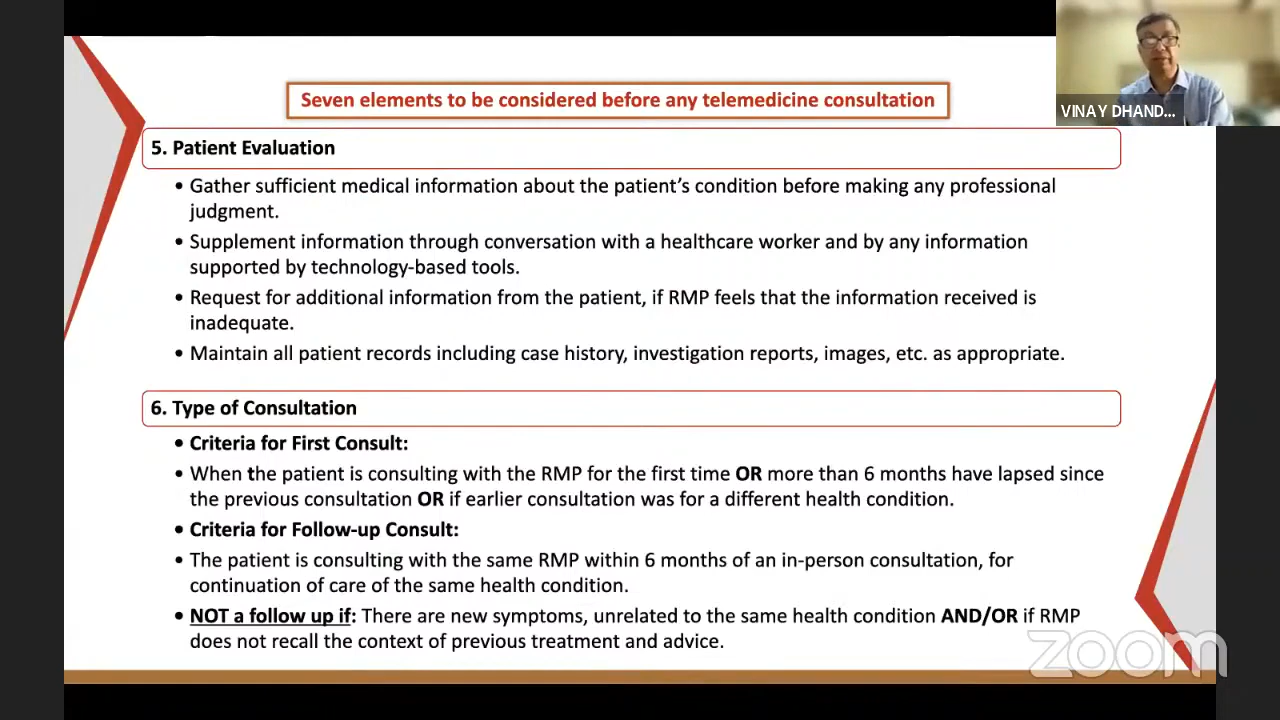 Seven elements to be considered before any telemedicine consultation
VINAY DHAND...
5. Patient Evaluation
• Gather sufficient medical information about the patient's condition before making any professional
judgment.
• Supplement information through conversation with a healthcare worker and by any information
supported by technology-based tools.
• Request for additional information from the patient, if RMP feels that the information received is
inadequate.
• Maintain all patient records including case history, investigation reports, images, etc. as appropriate.
6. Type of Consultation
• Criteria for First Consult:
• When the patient is consulting with the RMP for the first time OR more than 6 months have lapsed since
the previous consultation OR if earlier consultation was for a different health condition.
• Criteria for Follow-up Consult:
• The patient is consulting with the same RMP within 6 months of an in-person consultation, for
continuation of care of the same health condition.
• NOT a follow up if: There are new symptoms, unrelated to the same health condition AND/OR if RMP
does not recall the context of previous treatment and advice.
zoom